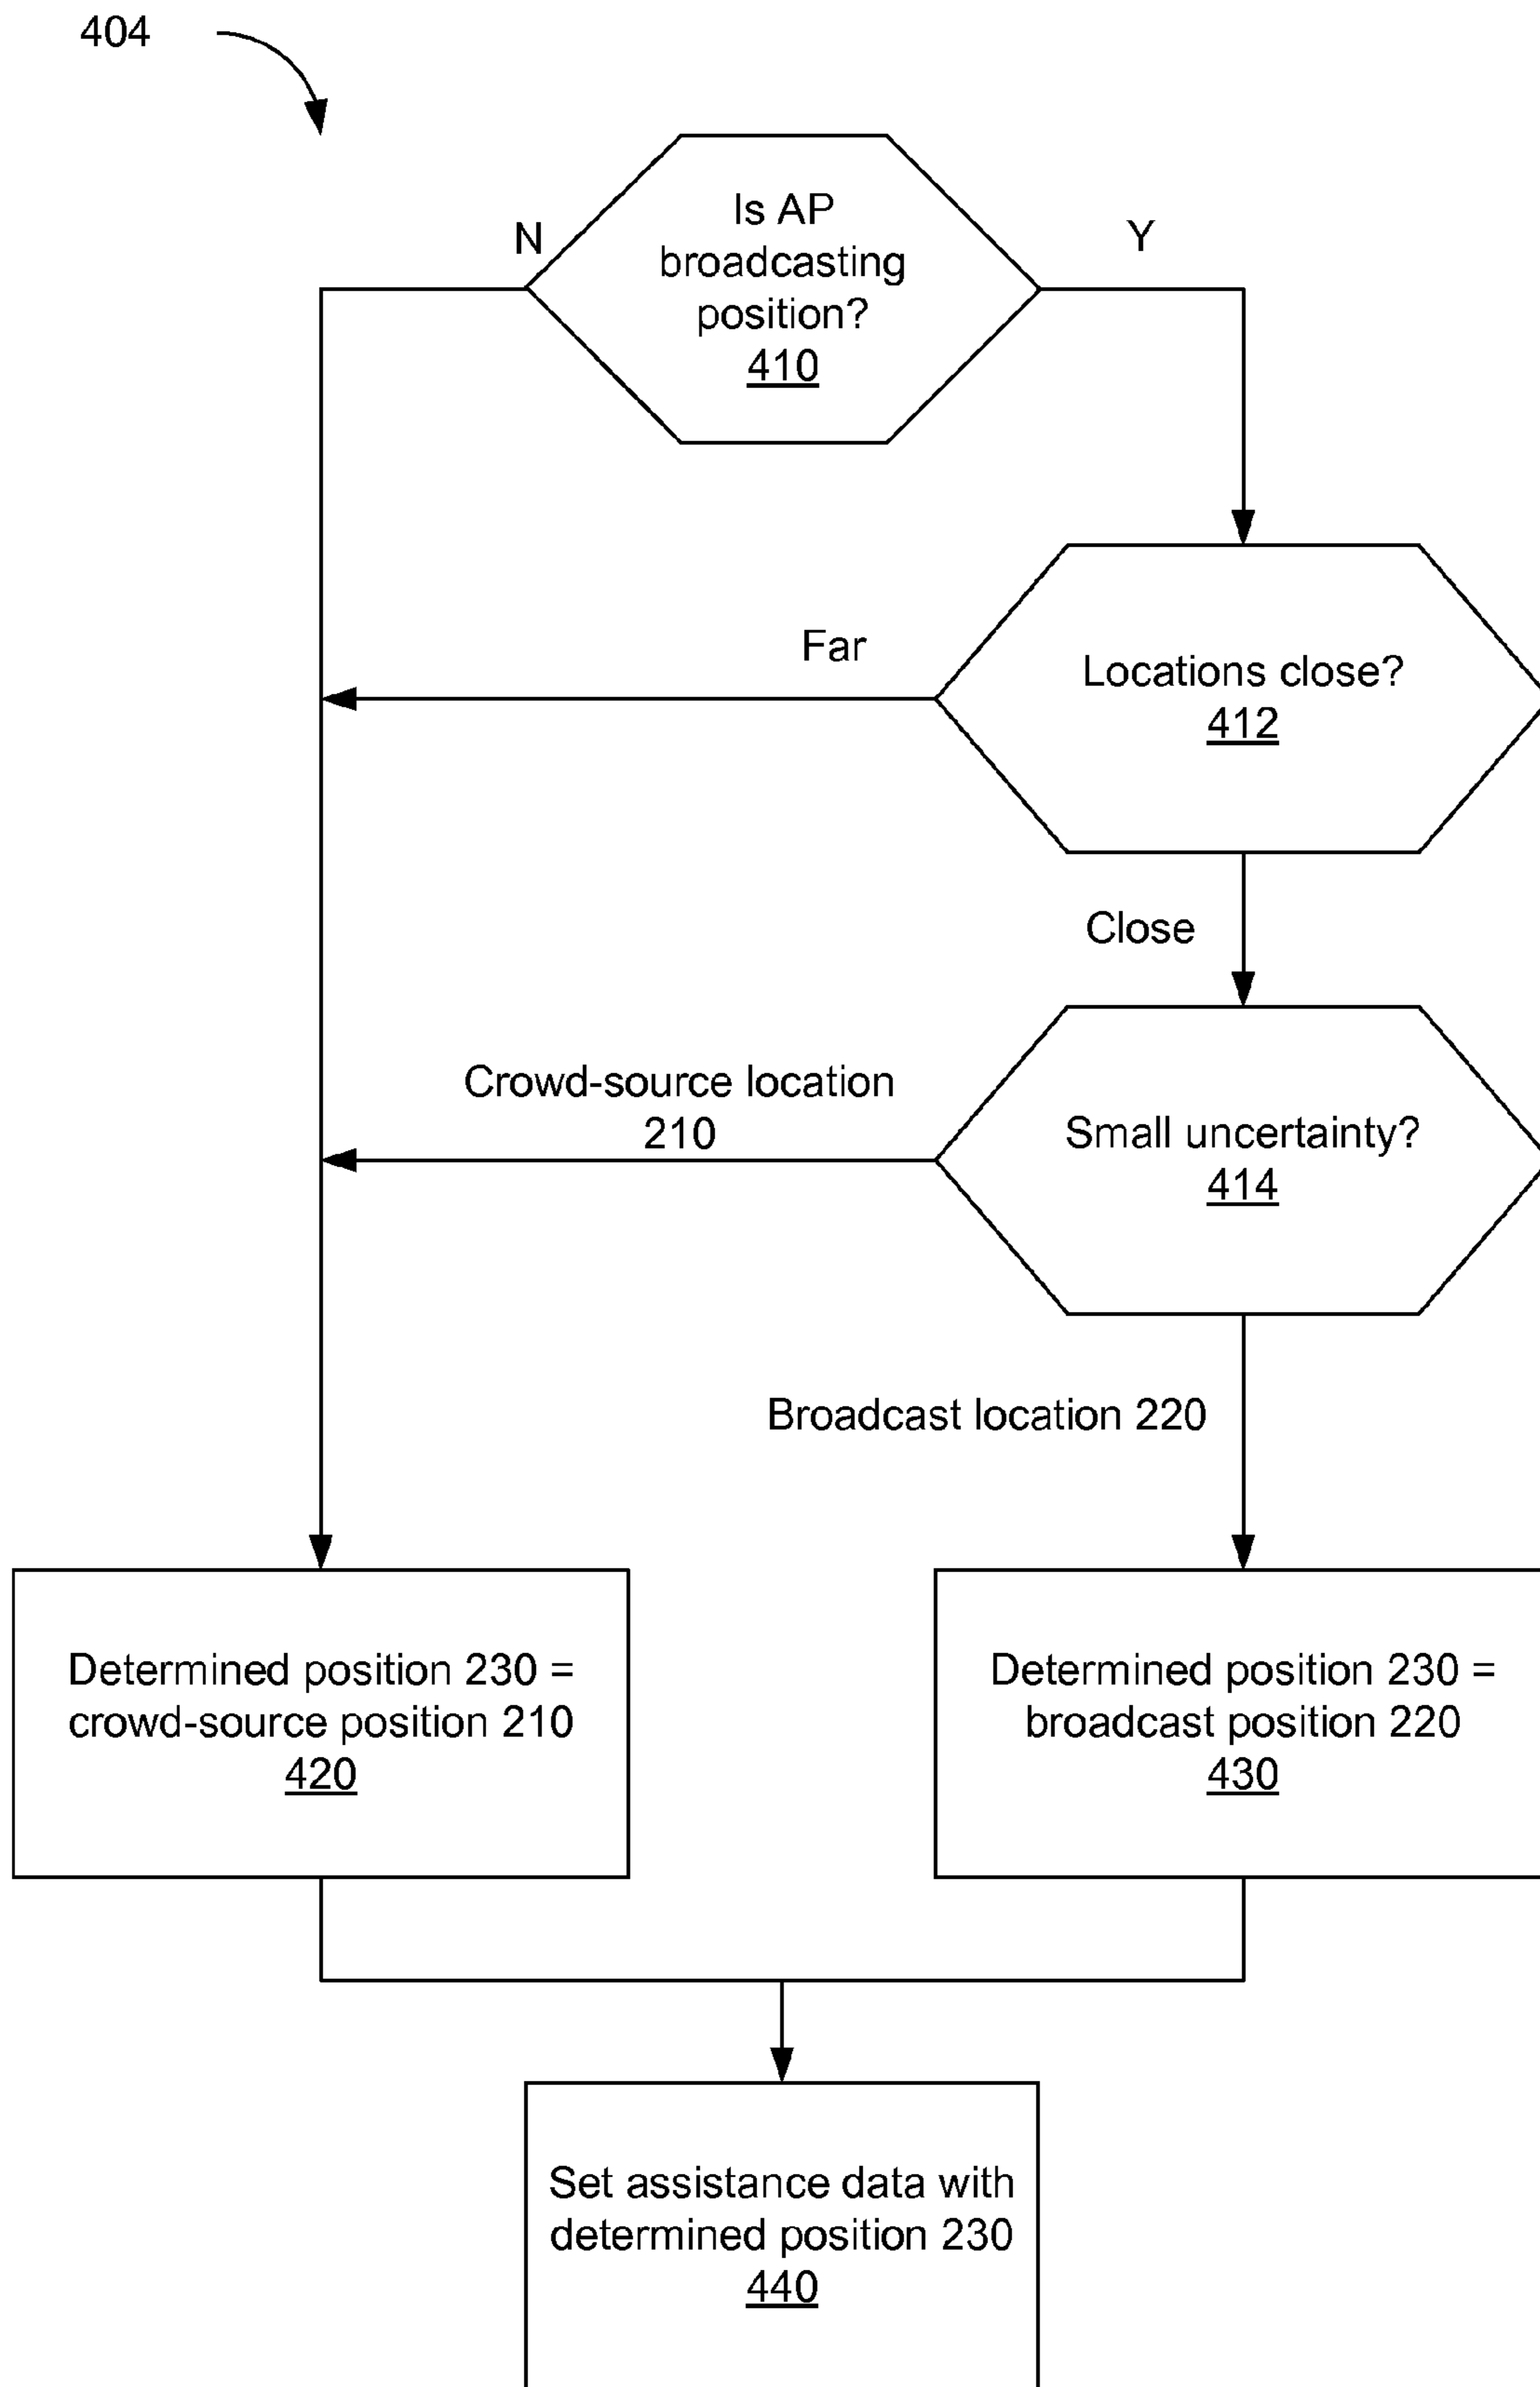 404
Is AP
broadcasting
position?
410
N
Y
Locations close?
412
Far
Close
Small uncertainty?
414
Crowd-source location
210
Broadcast location 220
Determined position 230 =
crowd-source position 210
420
Determined position 230 =
broadcast position 220
430
Set assistance data with
determined position 230
440